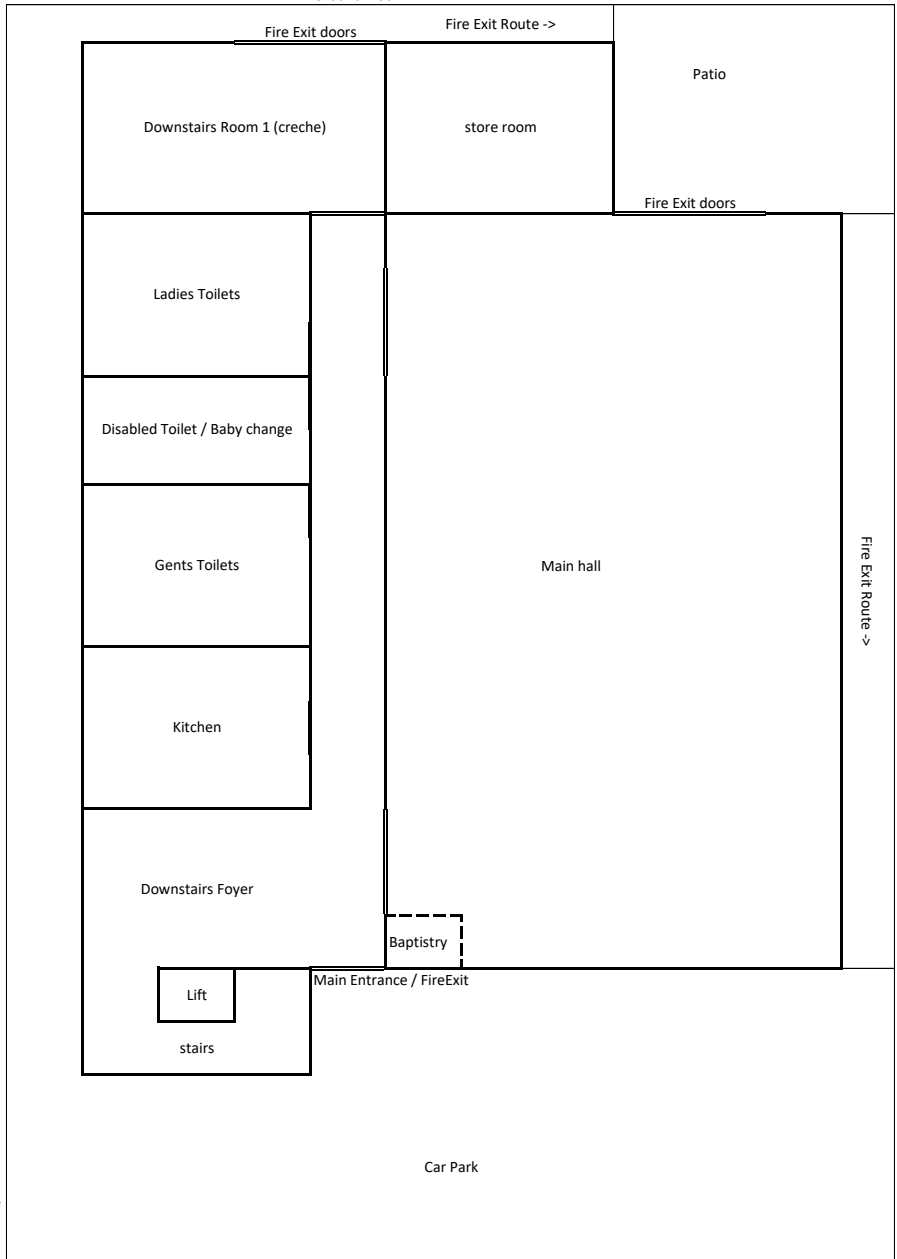 Fire Exit doors
Fire Exit Route ->
Patio
Downstairs Room 1 (creche)
store room
Fire Exit doors
Ladies Toilets
Disabled Toilet / Baby change
Gents Toilets
Main hall
Fire Exit Route ->
Kitchen
Downstairs Foyer
Baptistry
Main Entrance / FireExit
Lift
stairs
Car Park